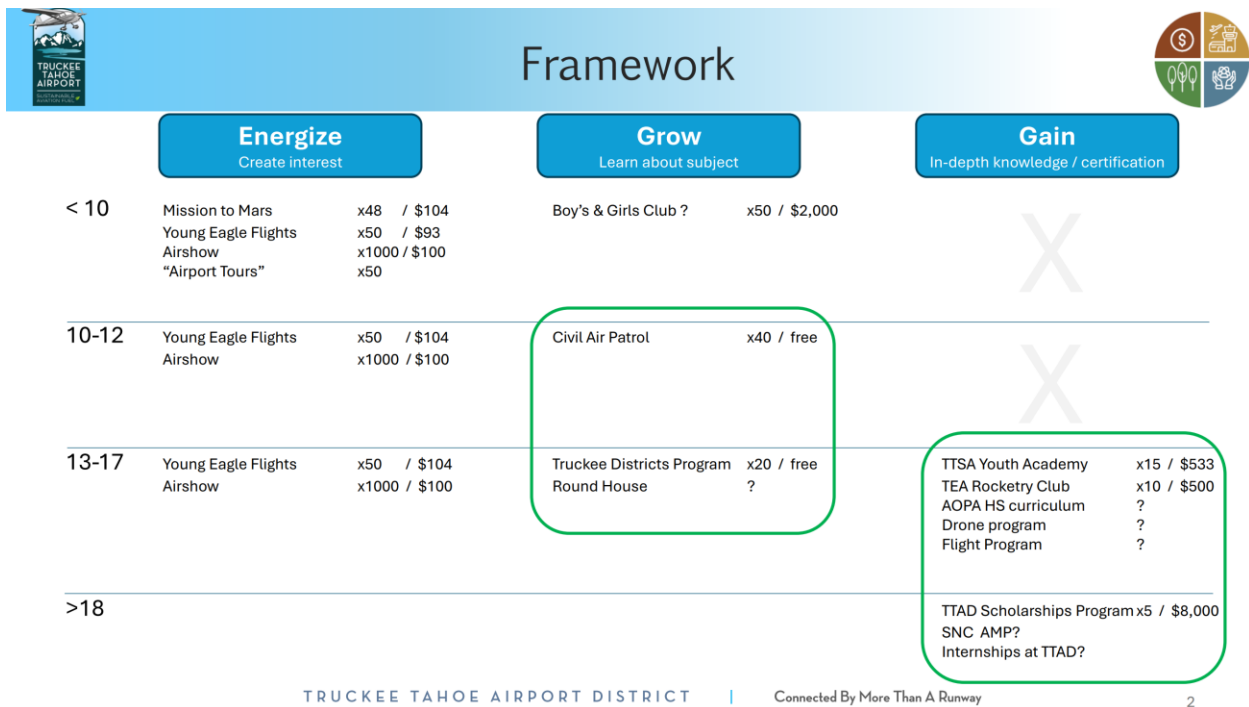 TRUCKEE
TAHOE
AIRPORT
SUSTAINABLE
AVIATION FUEL
Framework
Energize
Create interest
Grow
Learn about subject
Gain
In-depth knowledge / certification
< 10
Mission to Mars x48 / $104
Young Eagle Flights x50 / $93
Airshow x1000 / $100
“Airport Tours” x50
Boy’s & Girls Club ? x50 / $2,000
X
10-12
Young Eagle Flights x50 / $104
Airshow x1000 / $100
Civil Air Patrol x40 / free
X
13-17
Young Eagle Flights x50 / $104
Airshow x1000 / $100
Truckee Districts Program x20 / free
Round House ?
TTSA Youth Academy x15 / $533
TEA Rocketry Club x10 / $500
AOPA HS curriculum ?
Drone program ?
Flight Program ?
>18
TTAD Scholarships Program x5 / $8,000
SNC AMP?
Internships at TTAD?
TRUCKEE TAHOE AIRPORT DISTRICT | Connected By More Than A Runway
2